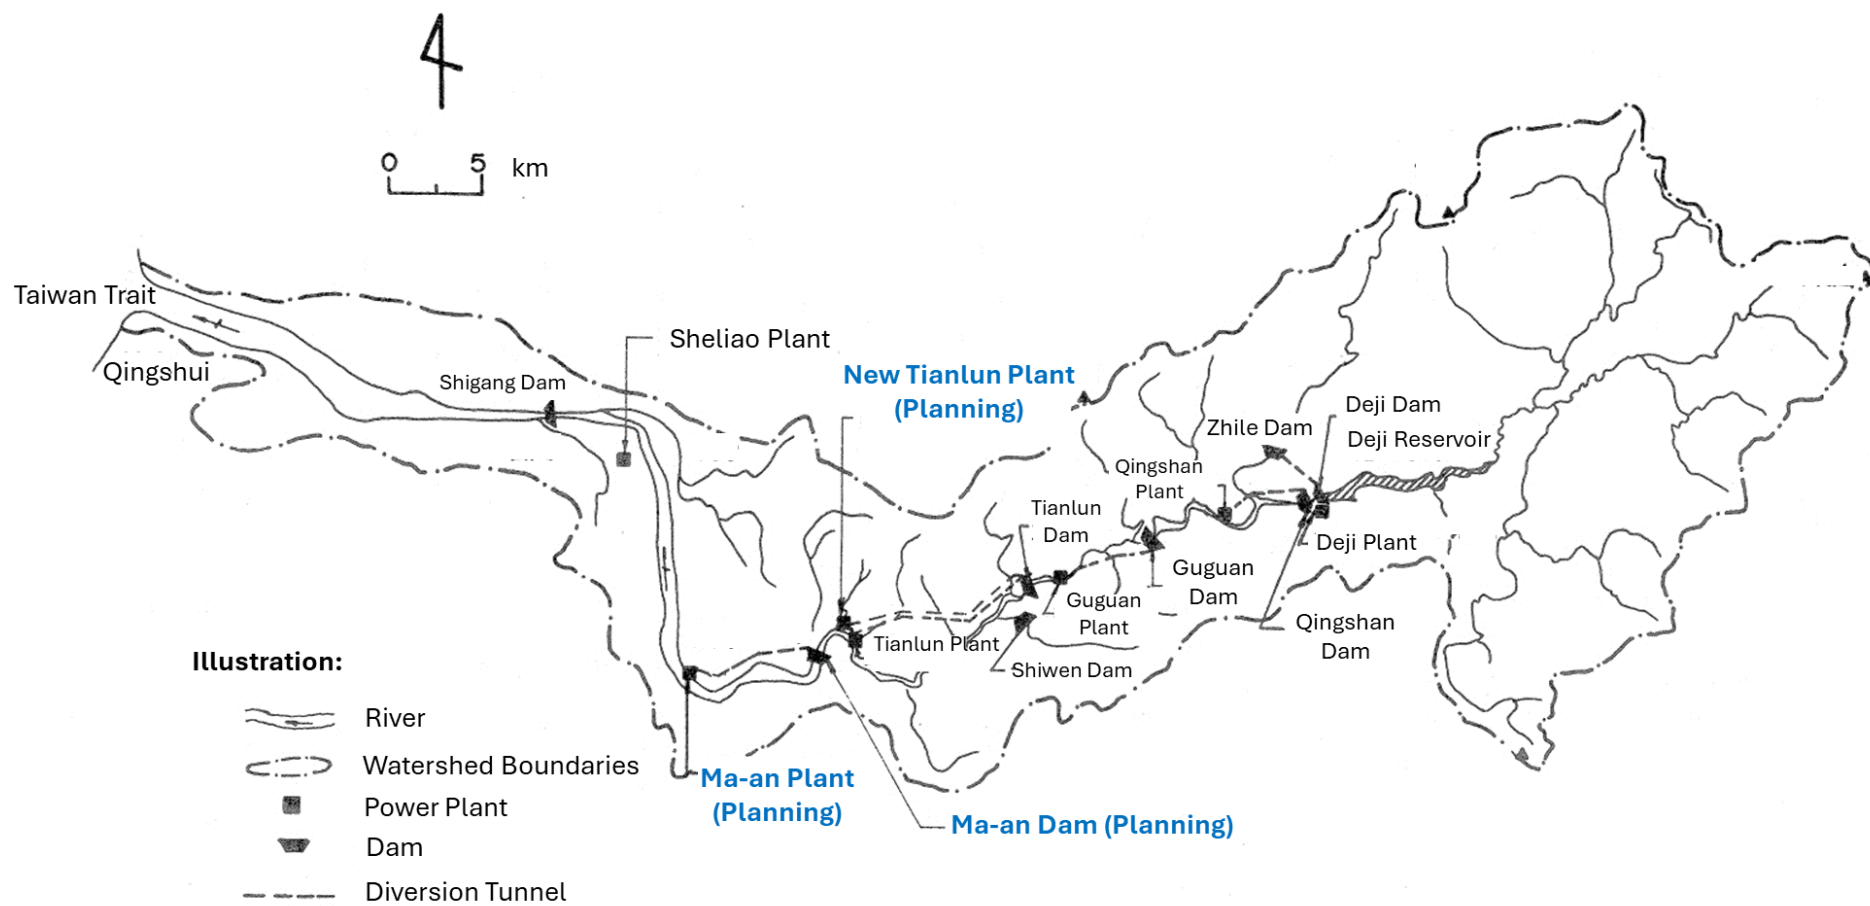 0 5 km
Taiwan Trait
Qingshui
Sheliao Plant
Shigang Dam
New Tianlun Plant
(Planning)
Zhile Dam
Deji Dam
Deji Reservoir
Qingshan
Plant
Tianlun
Dam
Deji Plant
Guguan
Dam
Guguan
Plant
Qingshan
Dam
Tianlun Plant
Shiwen Dam
Ma-an Plant
(Planning)
Ma-an Dam (Planning)
Illustration:
River
Watershed Boundaries
Power Plant
Dam
Diversion Tunnel